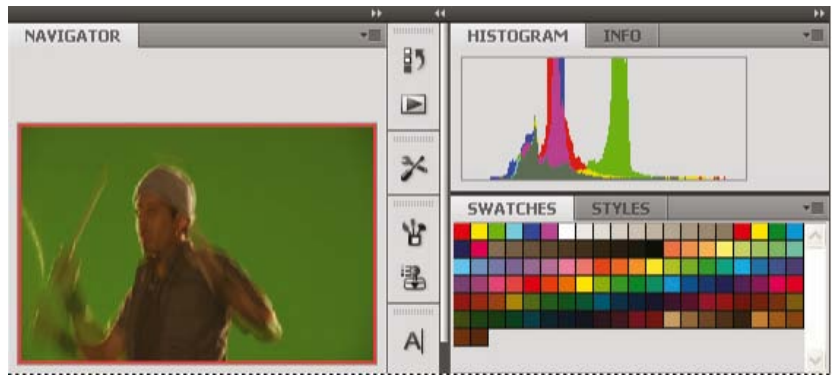 NAVIGATOR
HISTOGRAM
INFO
SWATCHES
STYLES
A